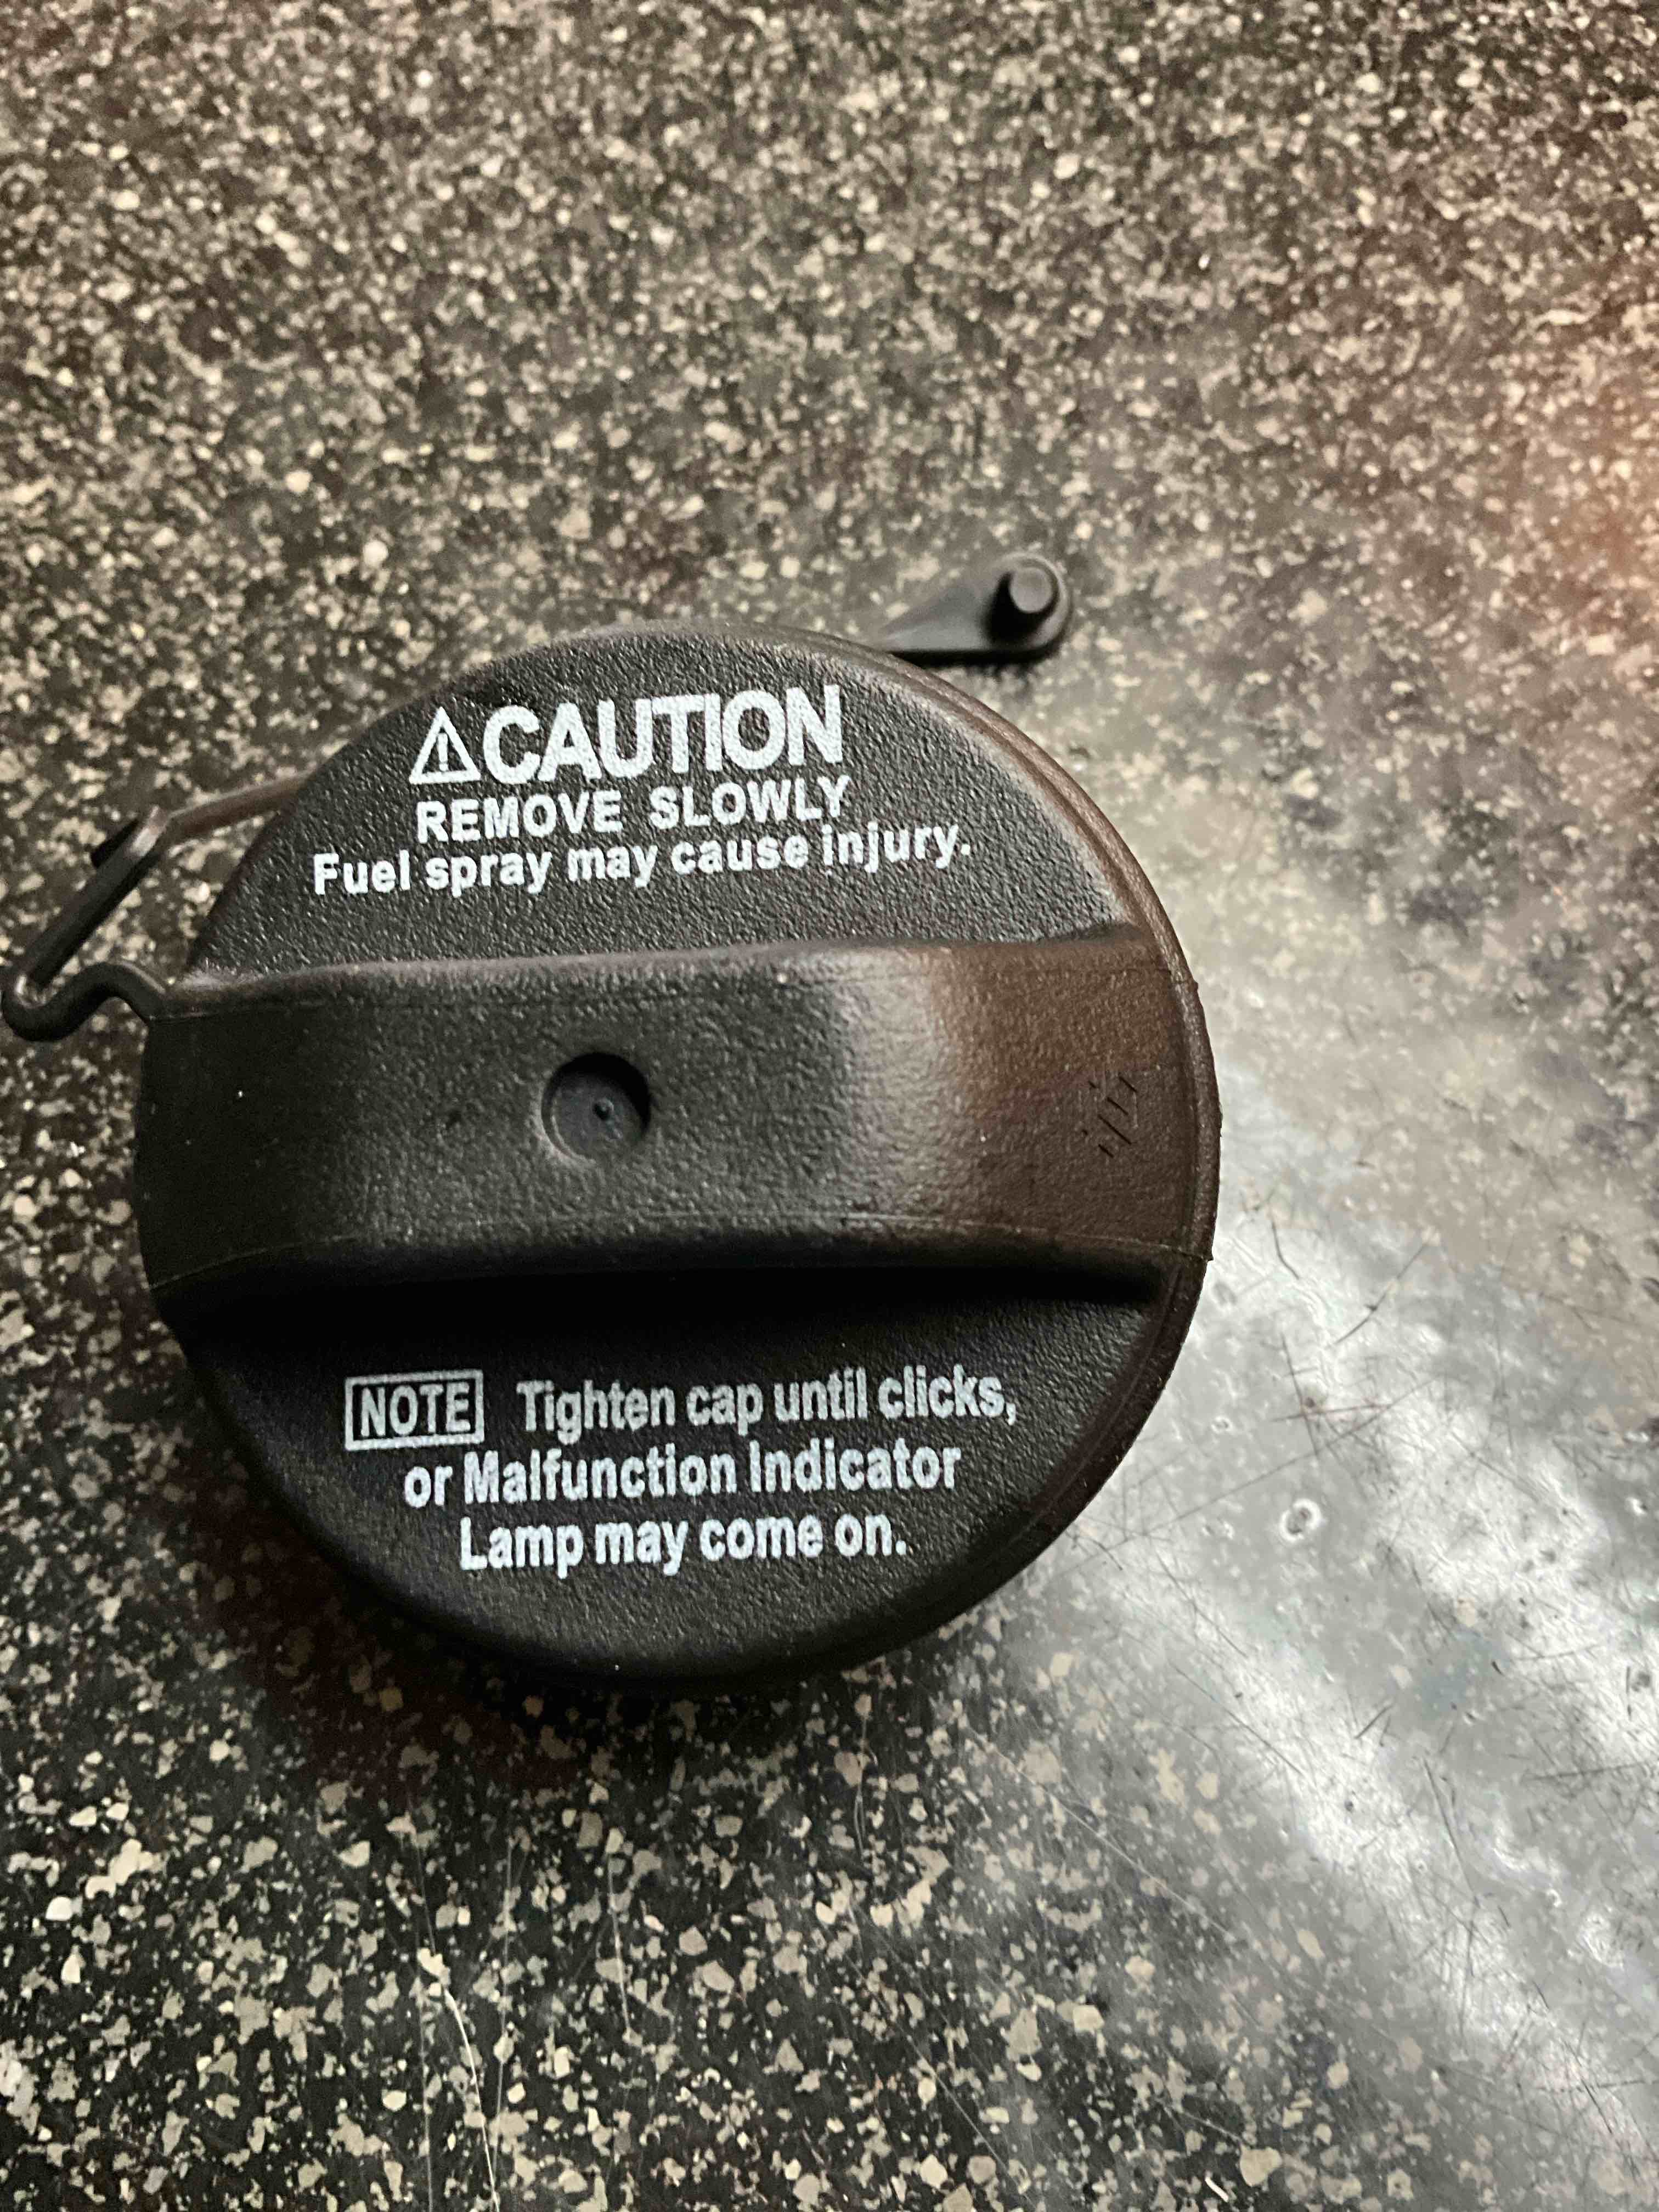 CAUTION
REMOVE SLOWLY
Fuel spray may cause injury.
NOTE Tighten cap until clicks,
or Malfunction Indicator
Lamp may come on.